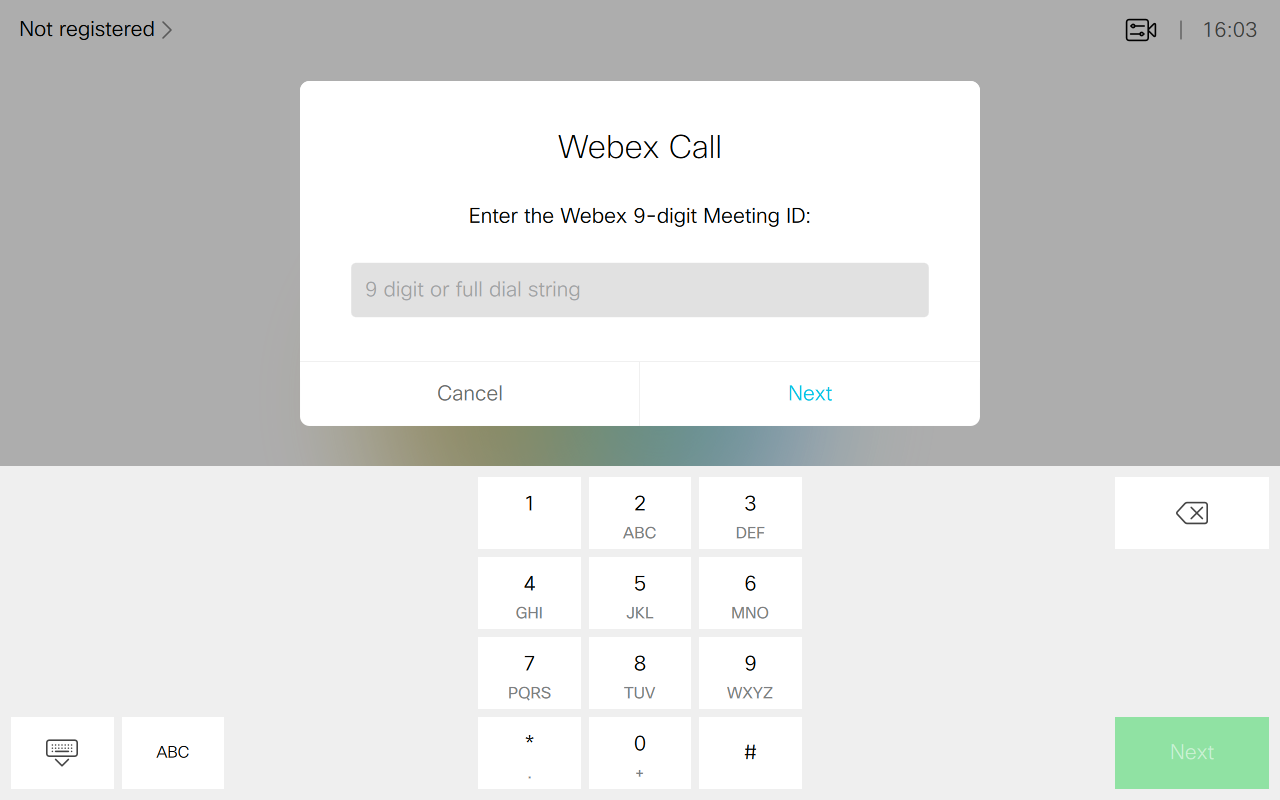 Not registered
| 16:03
Webex Call
Enter the Webex 9-digit Meeting ID:
9 digit or full dial string
Cancel
Next
1
2
3
ABC
DEF
4
5
6
GHI
JKL
MNO
7
8
9
PQRS
TUV
WXYZ
ABC
*
0
#
.
+
Next